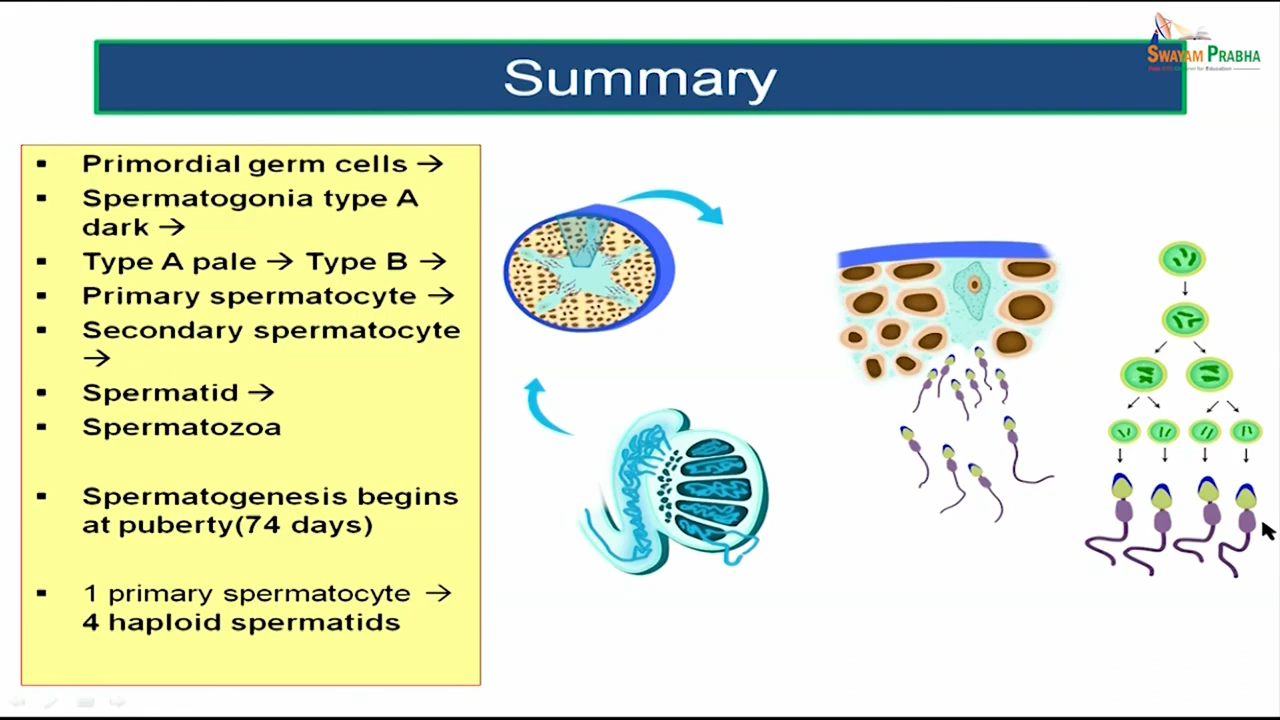 SWAYAM PRABHA
Summary
▪ Primordial germ cells →
▪ Spermatogonia type A
dark →
▪ Type A pale → Type B →
▪ Primary spermatocyte →
▪ Secondary spermatocyte
→
▪ Spermatid →
▪ Spermatozoa
▪ Spermatogenesis begins
at puberty(74 days)
▪ 1 primary spermatocyte →
4 haploid spermatids